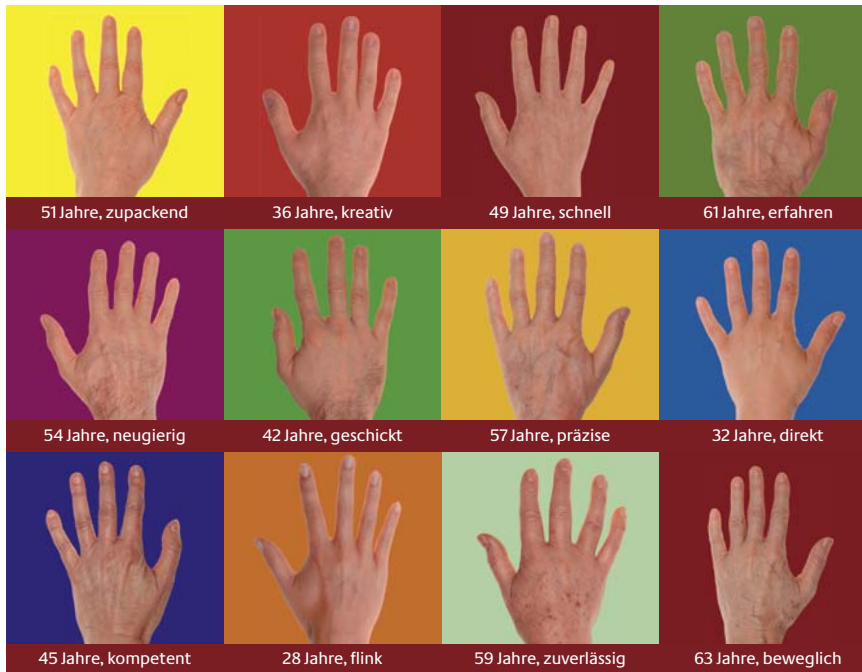 51 Jahre, zupackend
36 Jahre, kreativ
49 Jahre, schnell
61 Jahre, erfahren
54 Jahre, neugierig
42 Jahre, geschickt
57 Jahre, präzise
32 Jahre, direkt
45 Jahre, kompetent
28 Jahre, flink
59 Jahre, zuverlässig
63 Jahre, beweglich